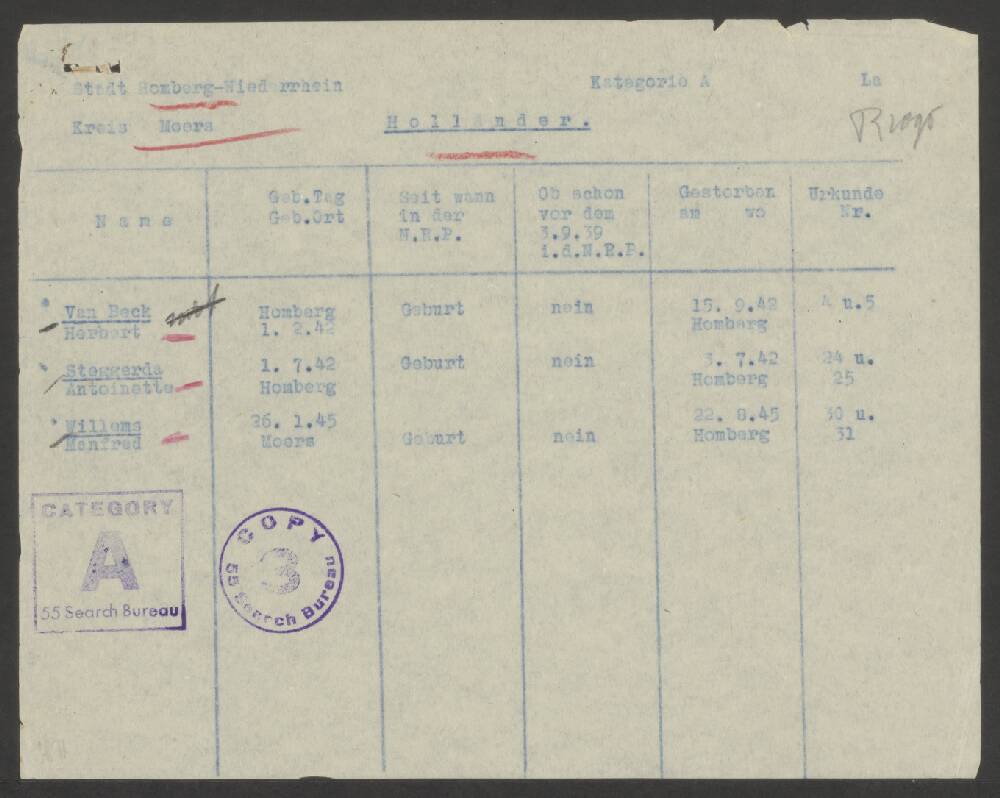 Stadt Homberg-Niederrhein Kategorie A La
Kreis Moers Holländer.
Name
Geb.Tag
Geb.Ort
Seit wann
in der
N.R.P.
Ob schon
vor dem
3.9.39
i.d.N.R.P.
Gestorben
am wo
Urkunde
Nr.
Van Beck Homberg Geburt nein 15. 9.42 4 u.5
Herbert 1. 2.42 Homberg
Steggerda 1. 7.42 Geburt nein 3. 7.42 24 u.
Antoinette Homberg Homberg 25
Willems 26. 1.45 22. 8.45 30 u.
Manfred Moers Geburt nein Homberg 31
CATEGORY
A
55 Search Bureau
COPY
3
55 Search Bureau